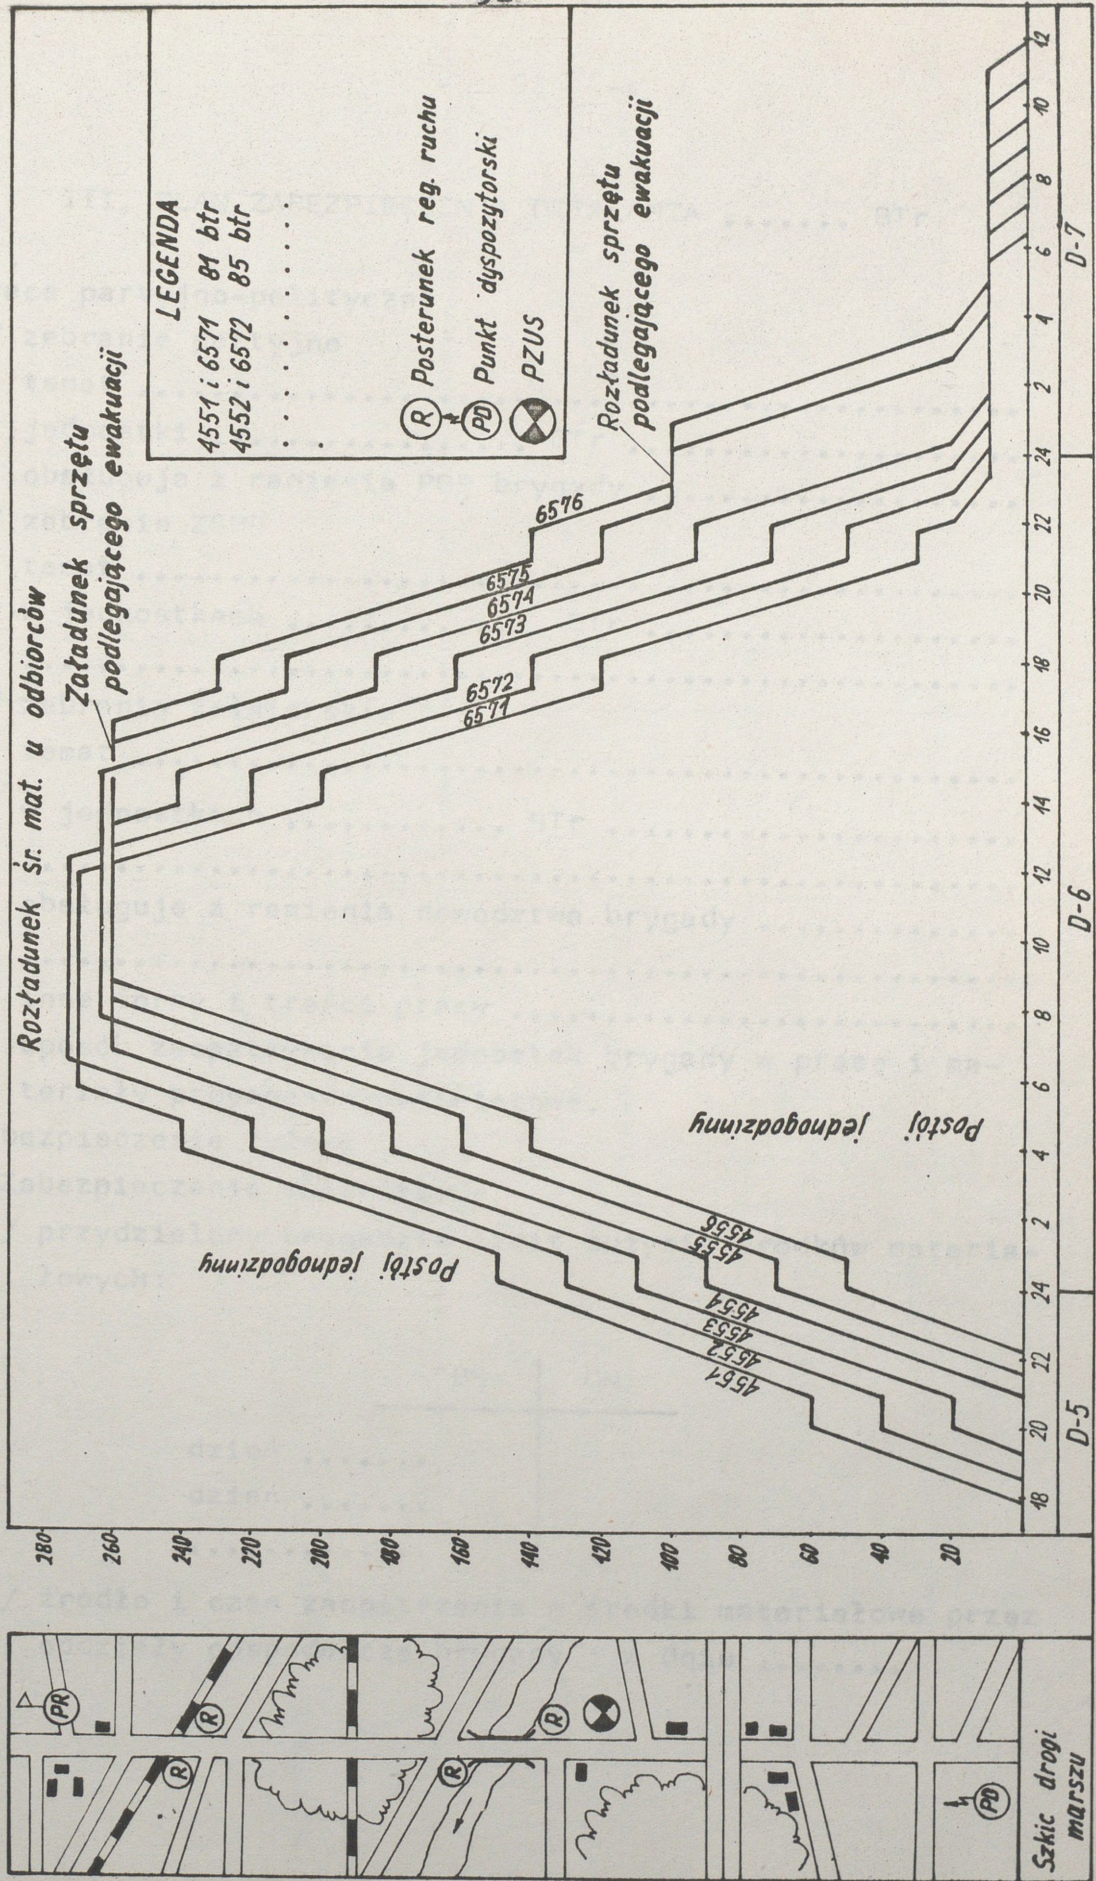 Rozładunek śr. mat. u odbiorców
Załadunek sprzętu
podlegającego ewakuacji
LEGENDA
4551 i 6571 81 btr
4552 i 6572 85 btr
. . . . . . . . . . . . .
R Posterunek reg. ruchu
PD Punkt dyspozytorski
PZUS
Rozładunek sprzętu
podlegającego ewakuacji
6576
6575
6574
6573
6572
6571
Postój jednogodzinny
Postój jednogodzinny
4556
4555
4554
4553
4552
4551
280
260
240
220
200
180
160
140
120
100
80
60
40
20
18 20 22 24 2 4 6 8 10 12 14 16 18 20 22 24 2 4 6 8 10 12
D-5 D-6 D-7
PR
R
R
R
R
PD
Szkic drogi
marszu